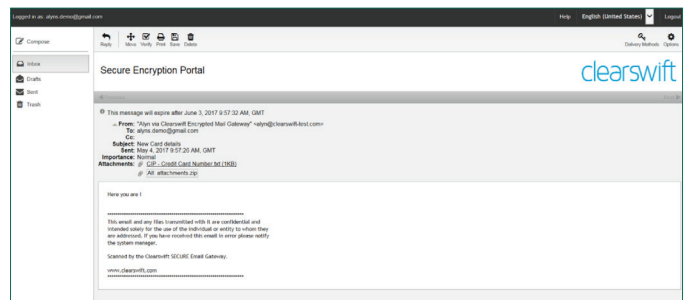 Logged in as: alyns.demo@gmail.com
Help English (United States) Logout
Compose
Inbox
Drafts
Sent
Trash
Reply Move Verify Print Save Delete
Delivery Methods Options
Secure Encryption Portal
clearswift
This message will expire after June 3, 2017 9:57:32 AM, GMT
From: "Alyn via Clearswift Encrypted Mail Gateway" <alyn@clearswift-test.com>
To: alyns.demo@gmail.com
Cc:
Subject: New Card details
Sent: May 4, 2017 9:57:26 AM, GMT
Importance: Normal
Attachments: CIP - Credit Card Number.txt (1KB)
All attachments.zip
Here you are !
This email and any files transmitted with it are confidential and
intended solely for the use of the individual or entity to whom they
are addressed. If you have received this email in error please notify
the system manager.
Scanned by the Clearswift SECURE Email Gateway.
www.clearswift.com